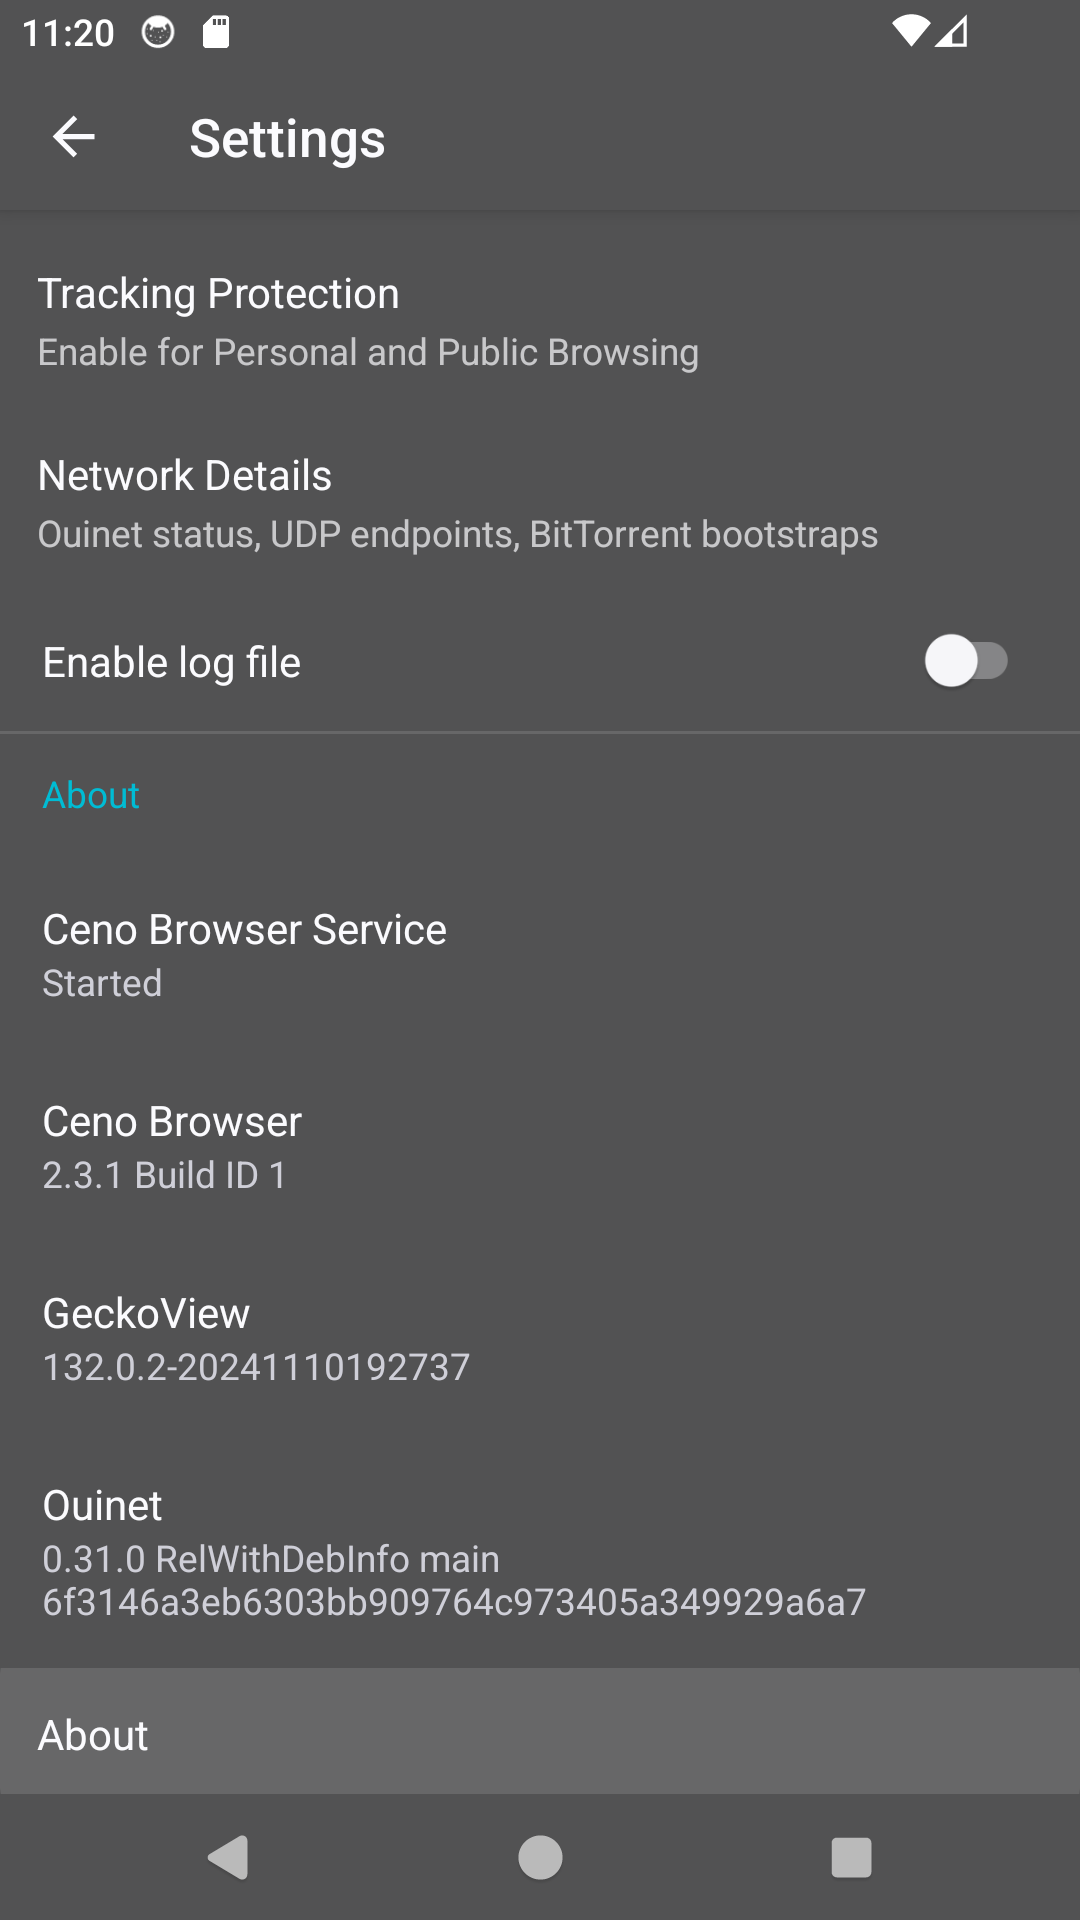 11:20
Settings
Tracking Protection
Enable for Personal and Public Browsing
Network Details
Ouinet status, UDP endpoints, BitTorrent bootstraps
Enable log file
About
Ceno Browser Service
Started
Ceno Browser
2.3.1 Build ID 1
GeckoView
132.0.2-20241110192737
Ouinet
0.31.0 RelWithDebInfo main
6f3146a3eb6303bb909764c973405a349929a6a7
About